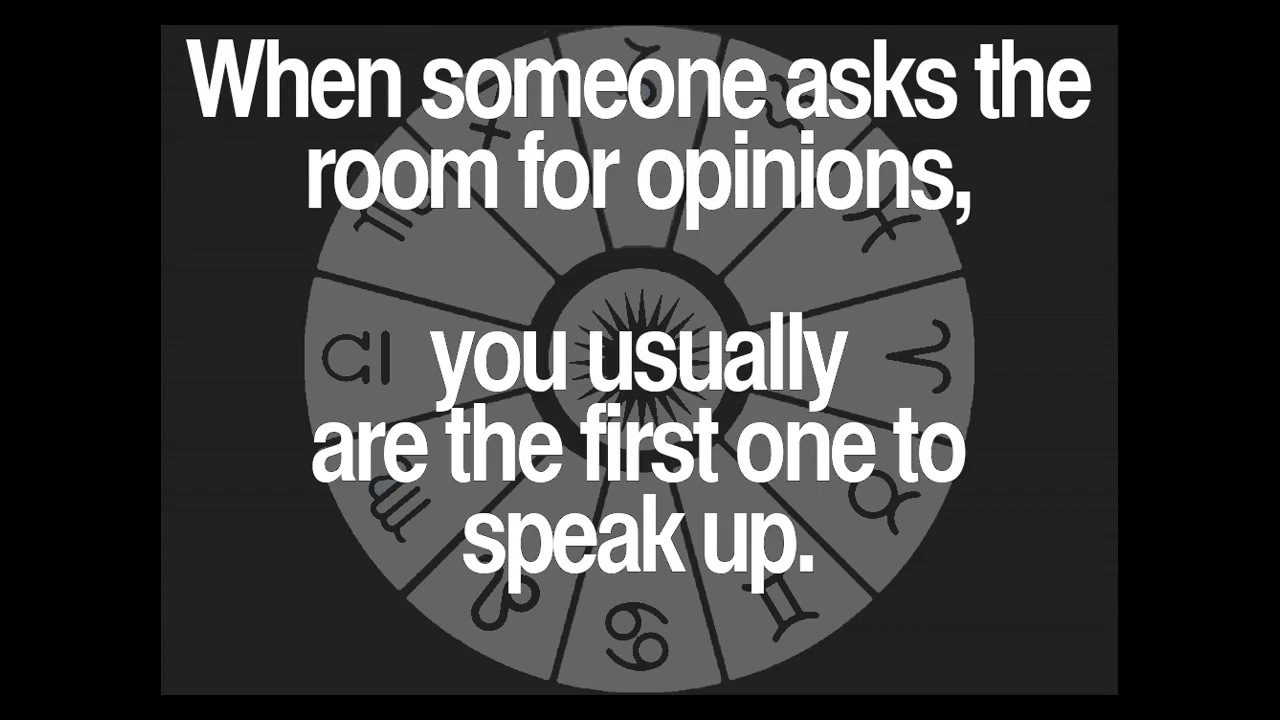 When someone asks the
room for opinions,
you usually
are the first one to
speak up.